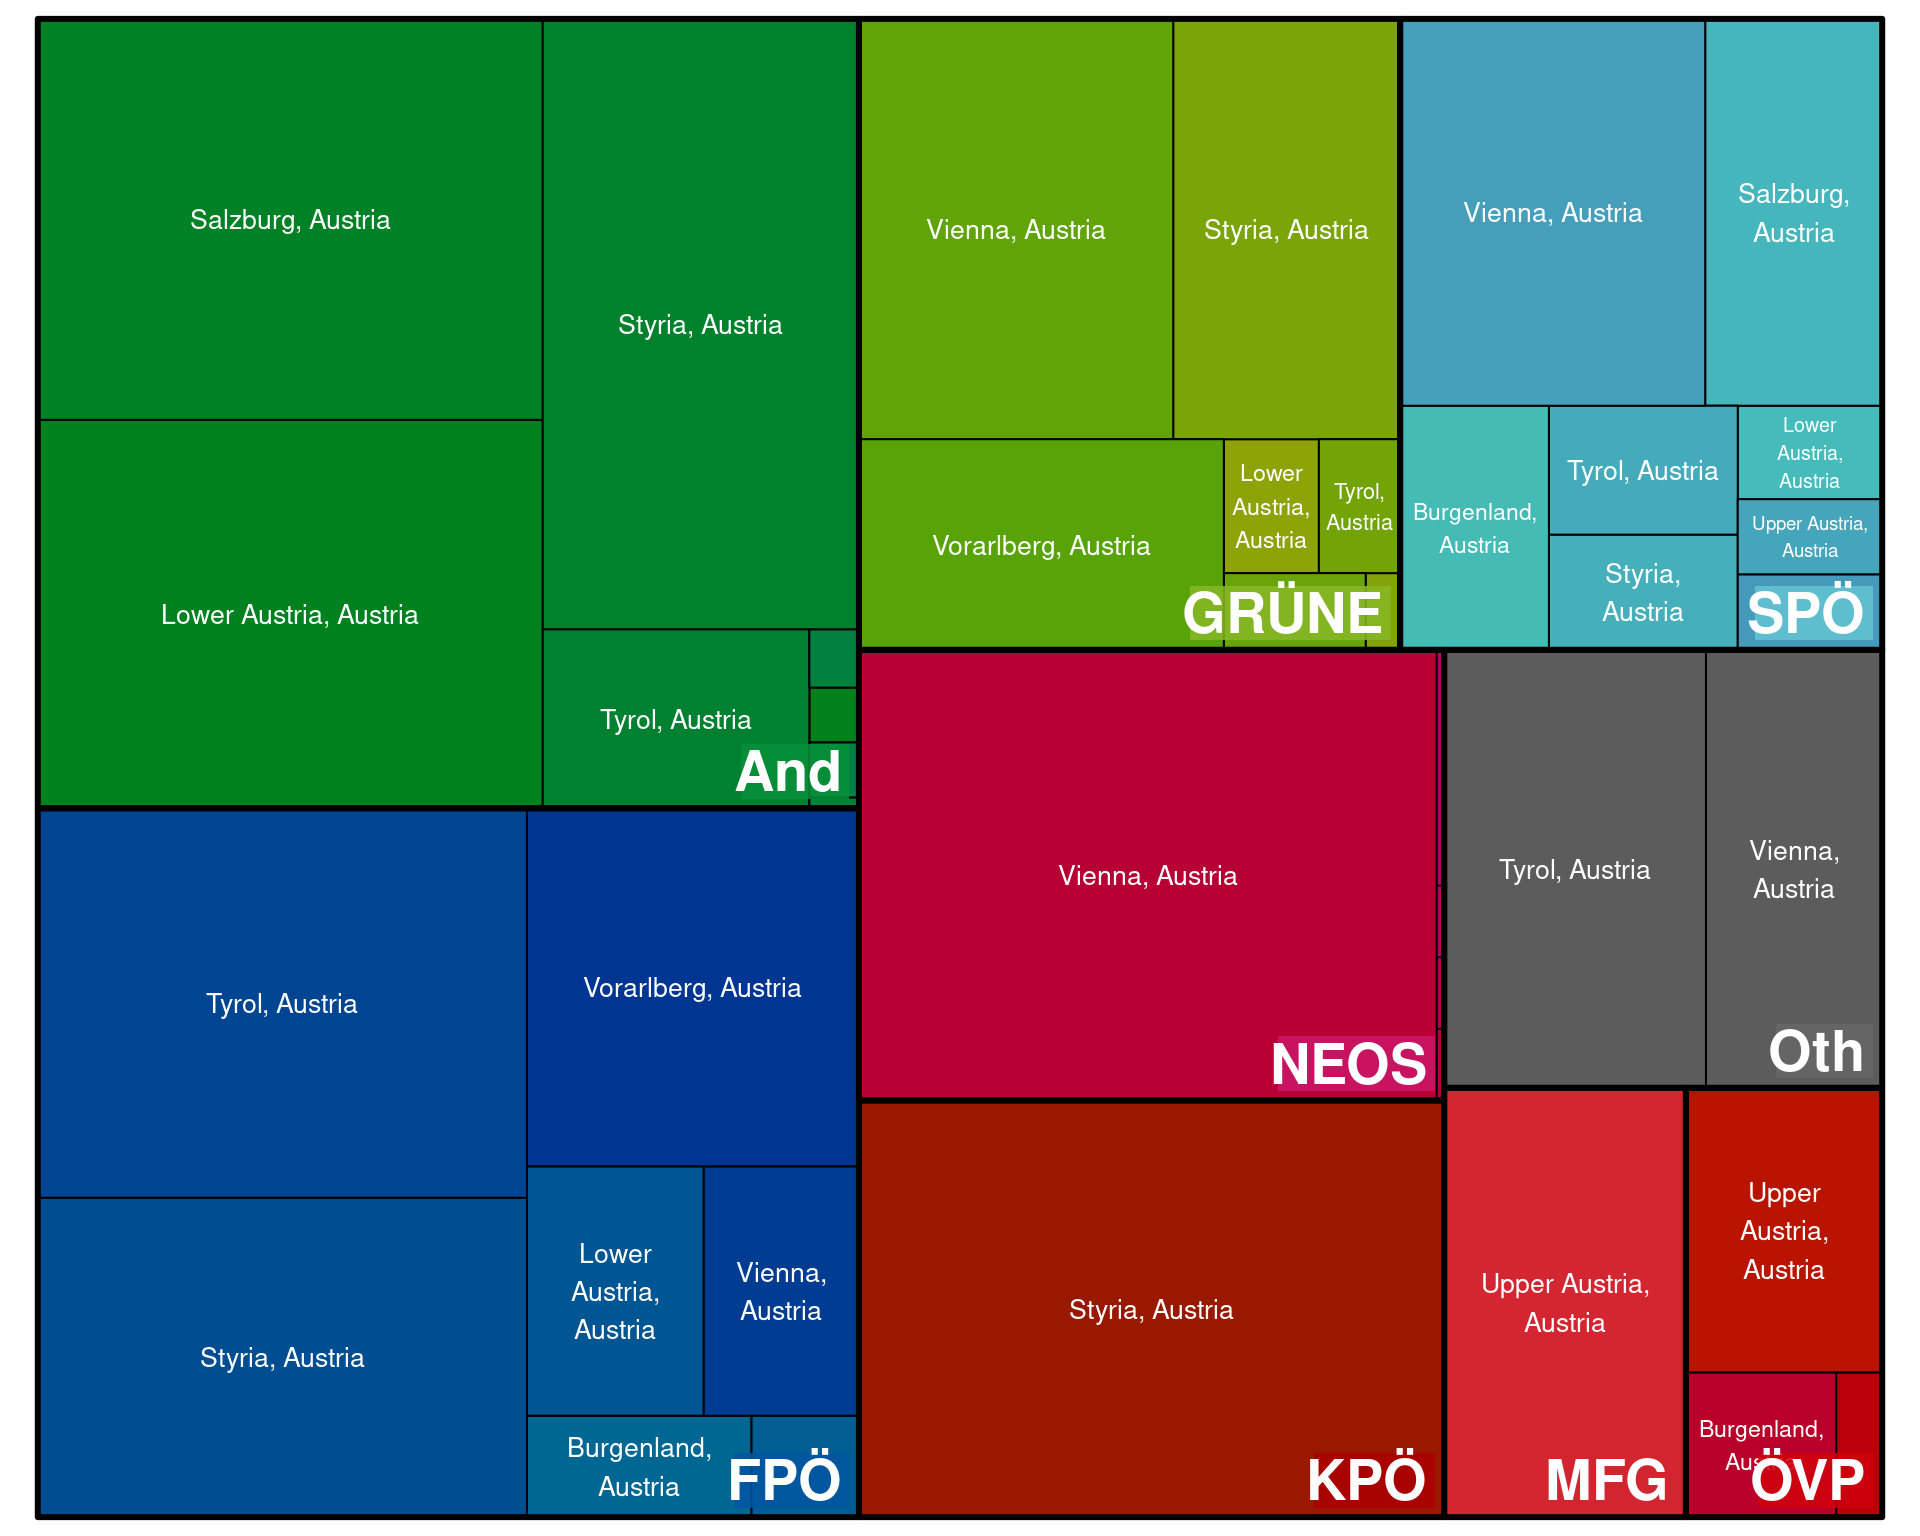 Salzburg, Austria
Styria, Austria
Lower Austria, Austria
Tyrol, Austria
And
Vienna, Austria
Styria, Austria
Vorarlberg, Austria
Lower
Austria,
Austria
Tyrol,
Austria
GRÜNE
Vienna, Austria
Salzburg,
Austria
Burgenland,
Austria
Tyrol, Austria
Styria,
Austria
Lower
Austria,
Austria
Upper Austria,
Austria
SPÖ
Tyrol, Austria
Vorarlberg, Austria
Styria, Austria
Lower
Austria,
Austria
Vienna,
Austria
Burgenland,
Austria
FPÖ
Vienna, Austria
NEOS
Tyrol, Austria
Vienna,
Austria
Oth
Styria, Austria
KPÖ
Upper Austria,
Austria
MFG
Upper
Austria,
Austria
Burgenland,
ÖVP